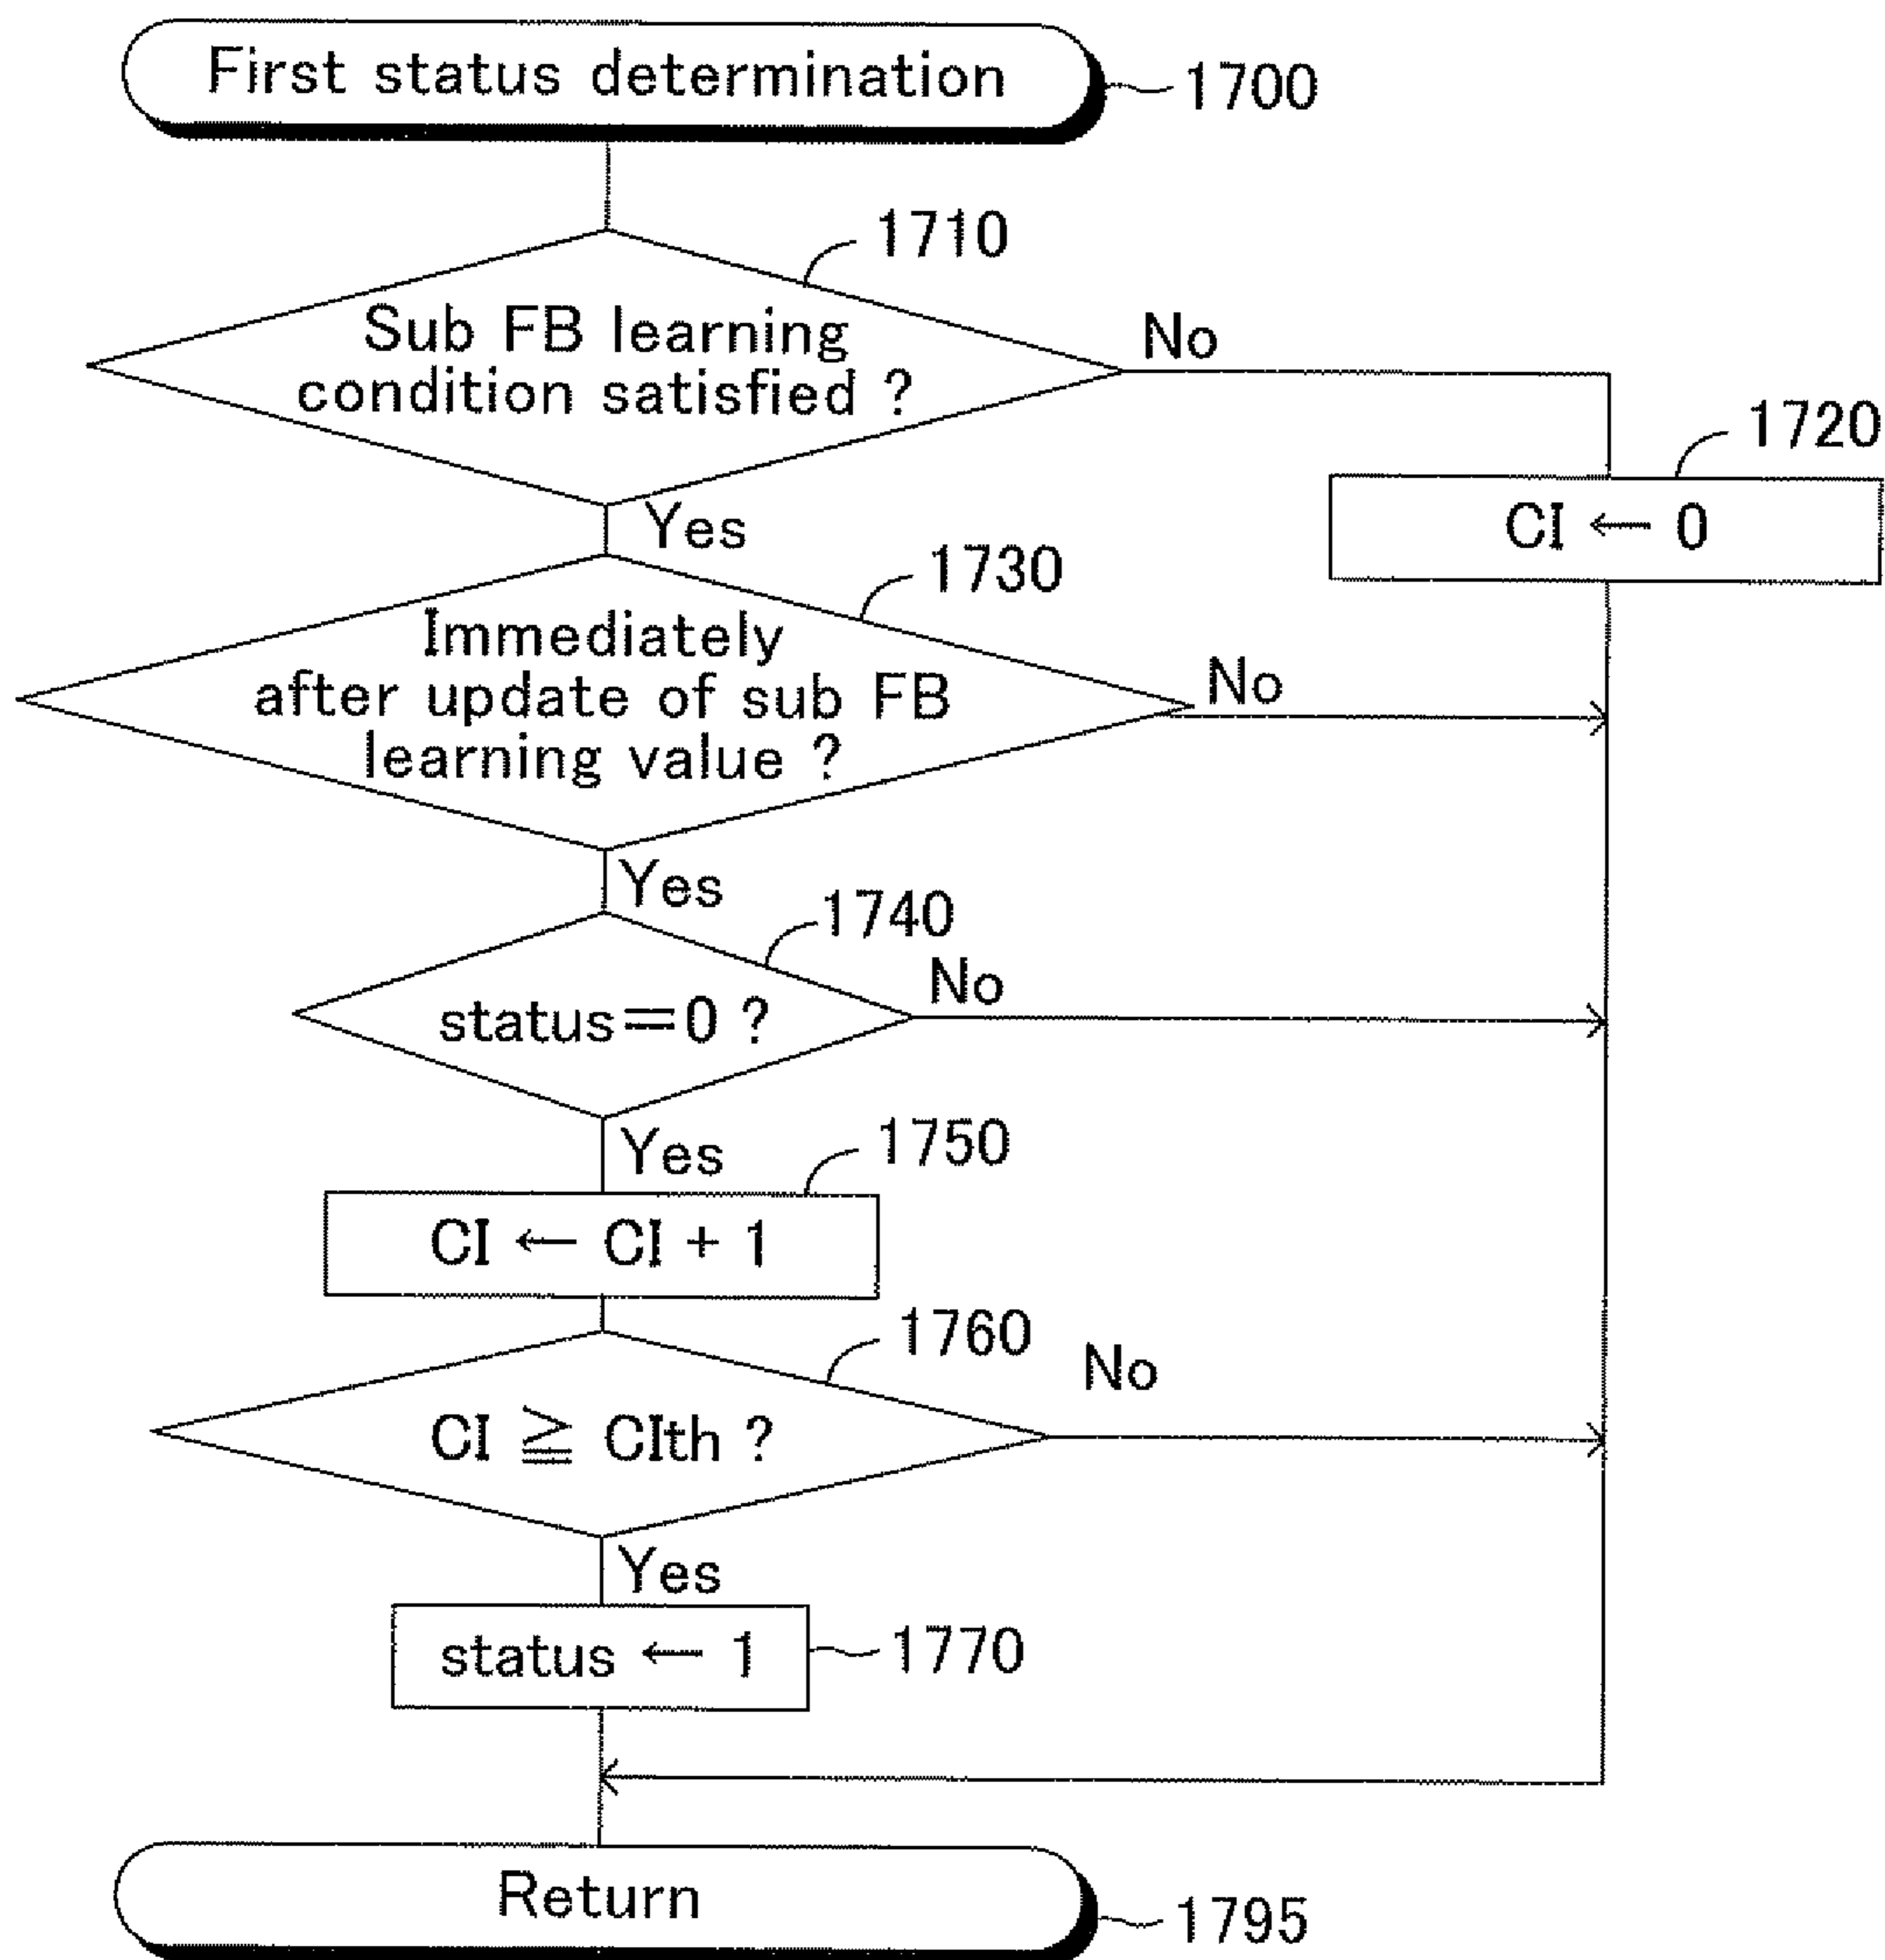 First status determination
1700
1710
Sub FB learning
condition satisfied ?
No
1720
CI ← 0
Yes
1730
Immediately
after update of sub FB
learning value ?
No
Yes
1740
status=0 ?
No
Yes
1750
CI ← CI + 1
1760
CI ≧ CIth ?
No
Yes
status ← 1
1770
Return
1795